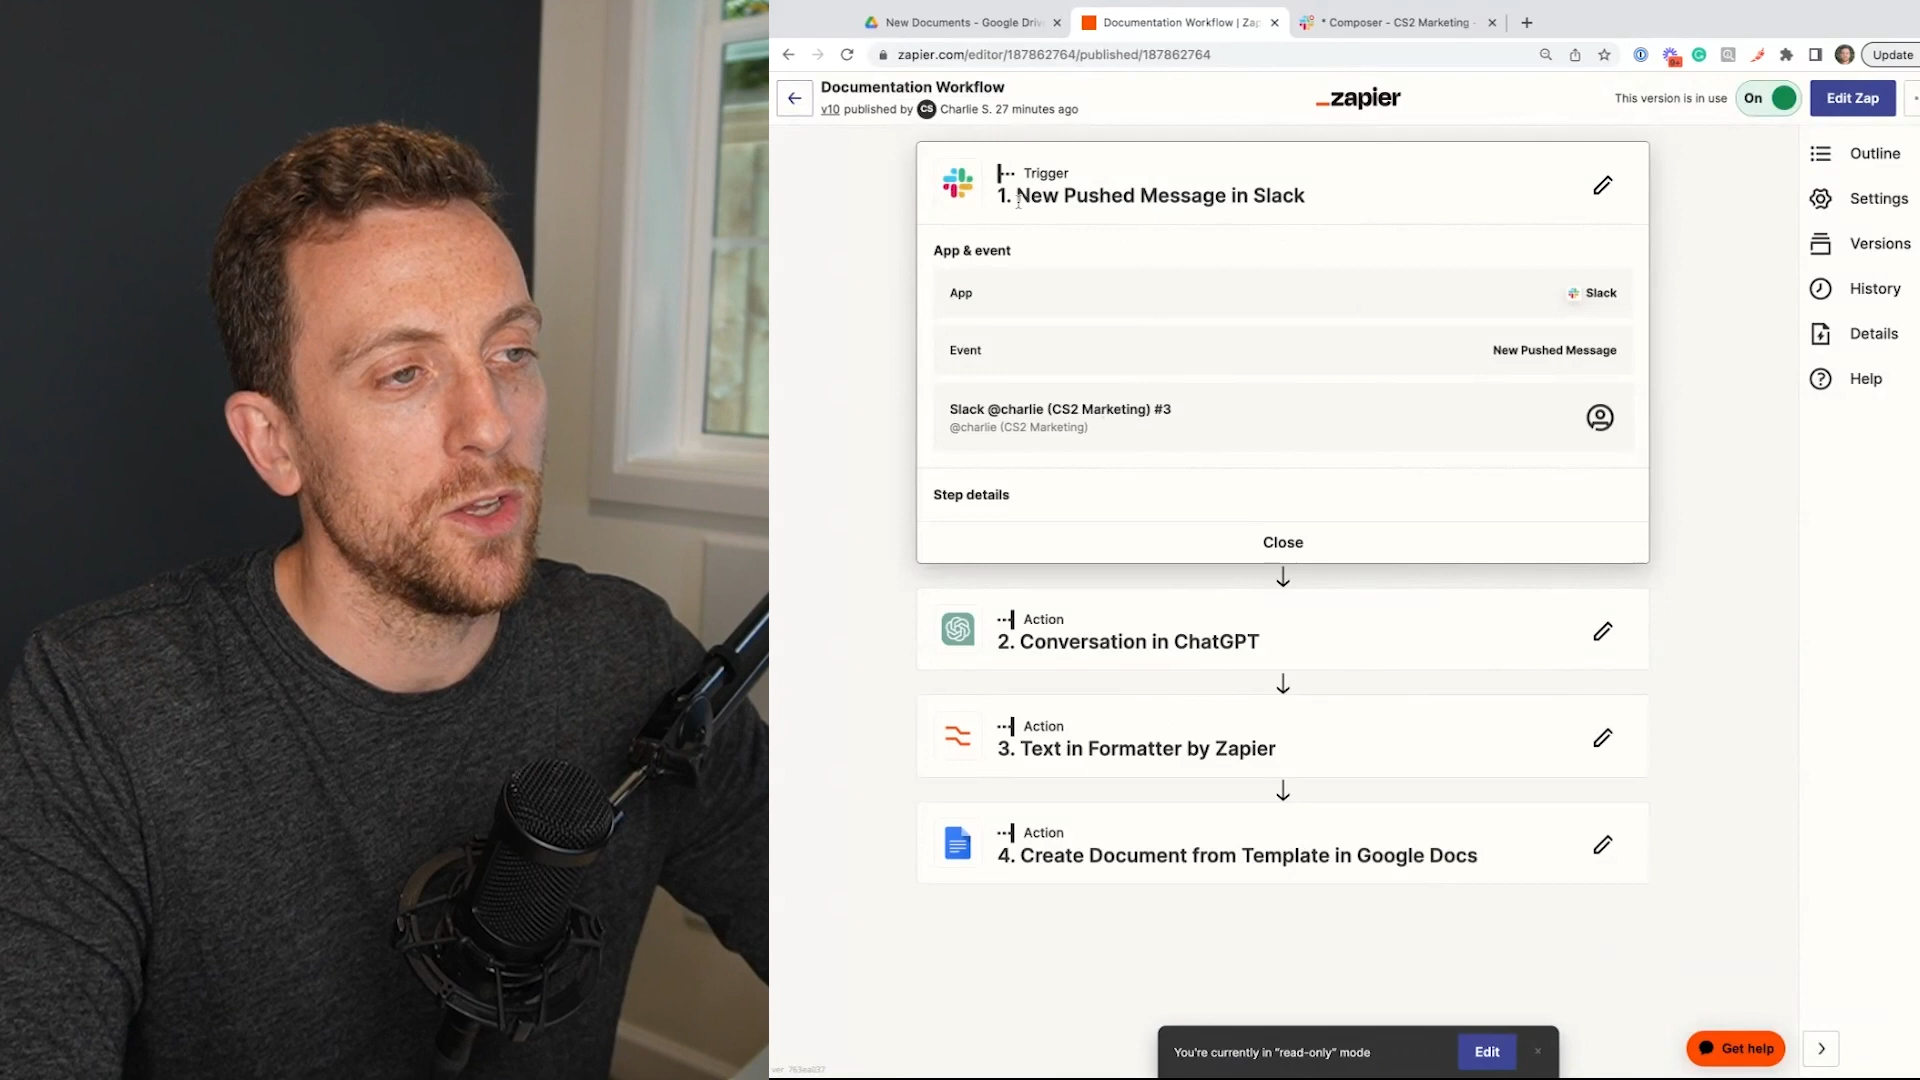 New Documents - Google Driv
Documentation Workflow | Zap
* Composer - CS2 Marketing -
zapier.com/editor/187862764/published/187862764
Update
Documentation Workflow
v10 published by CS Charlie S. 27 minutes ago
zapier
This version is in use
On
Edit Zap
Trigger
1. New Pushed Message in Slack
App & event
App
Slack
Event
New Pushed Message
Slack @charlie (CS2 Marketing) #3
@charlie (CS2 Marketing)
Step details
Close
Action
2. Conversation in ChatGPT
Action
3. Text in Formatter by Zapier
Action
4. Create Document from Template in Google Docs
Outline
Settings
Versions
History
Details
Help
You're currently in "read-only" mode
Edit
Get help
ver 763ea037